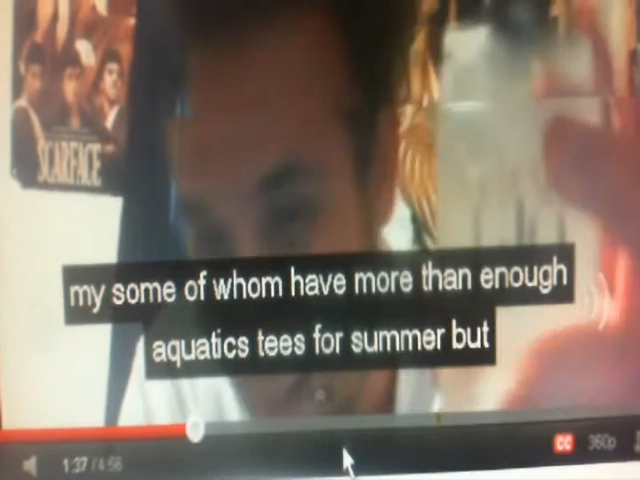 SCARFACE
my some of whom have more than enough
aquatics tees for summer but
1:37 / 4:56
CC
360p